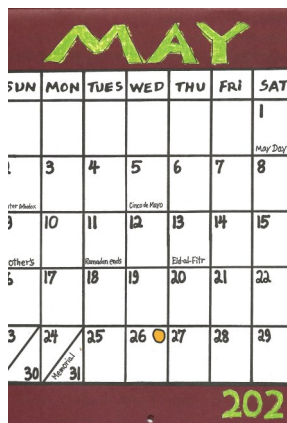 MAY
SUN MON TUES WED THU FRI SAT
1
May Day
3 4 5 6 7 8
Cinco de Mayo
10 11 12 13 14 15
other's Ramadan ends Eid-al-Fitr
17 18 19 20 21 22
3 24 25 26 27 28 29
30 Memorial 31
202